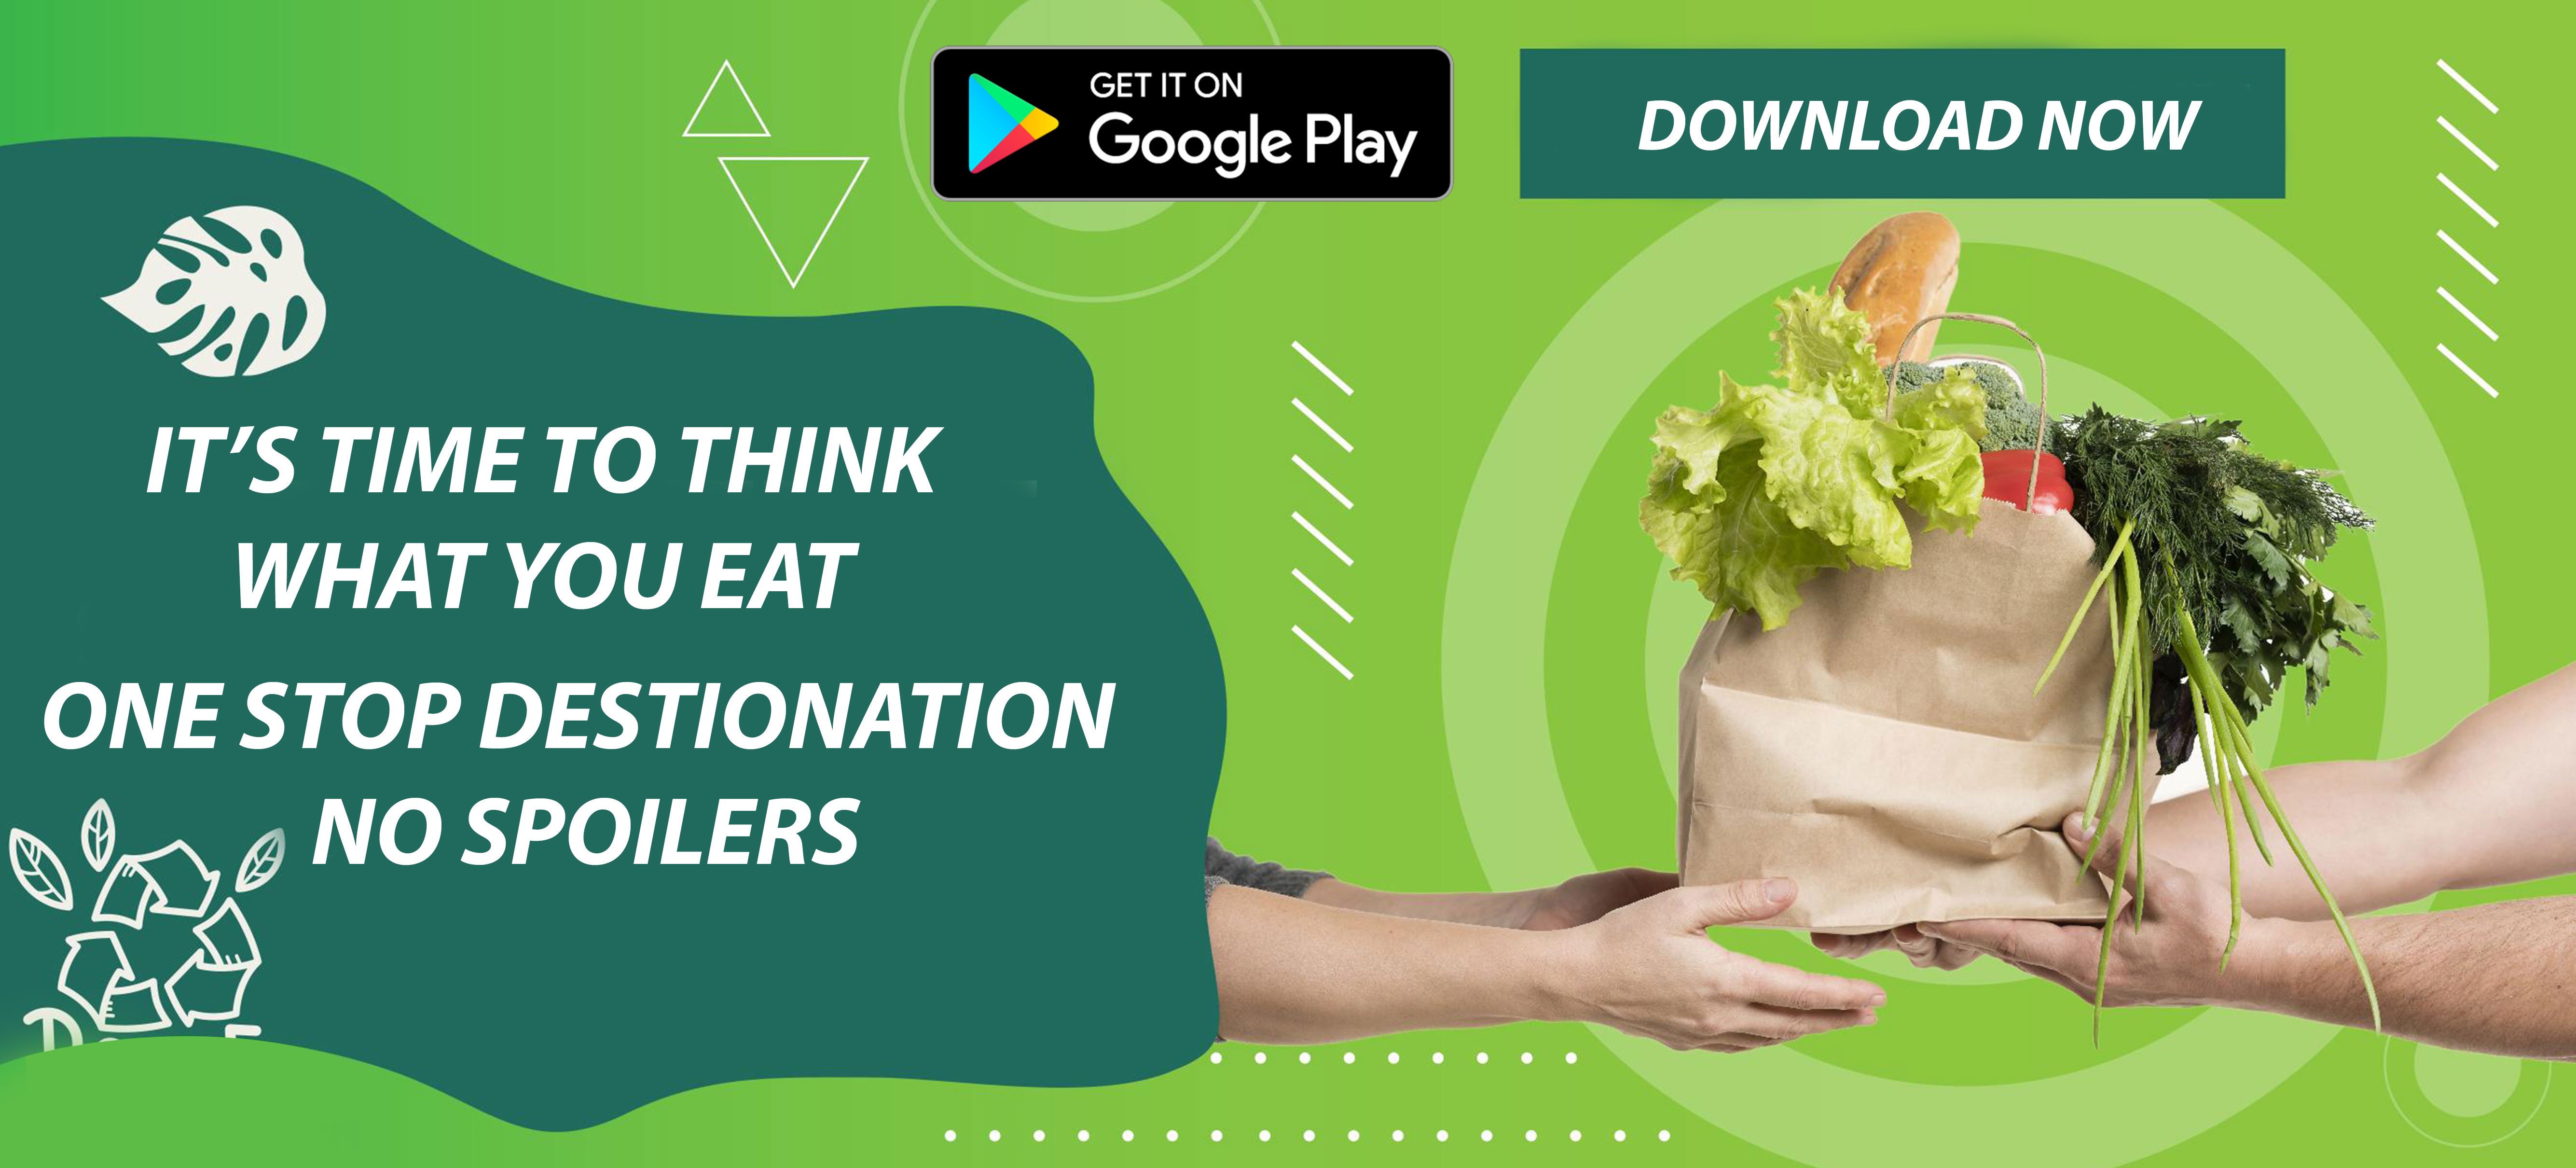 GET IT ON
Google Play
DOWNLOAD NOW
IT'S TIME TO THINK
WHAT YOU EAT
ONE STOP DESTIONATION
NO SPOILERS